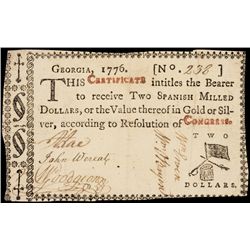 GEORGIA, 1776. [No. 238]
THIS CERTIFICATE intitles the Bearer
to receive TWO SPANISH MILLED
DOLLARS, or the Value thereof in Gold or Sil-
ver, according to Resolution of CONGRESS.
TWO
John Wereat
DOLLARS.